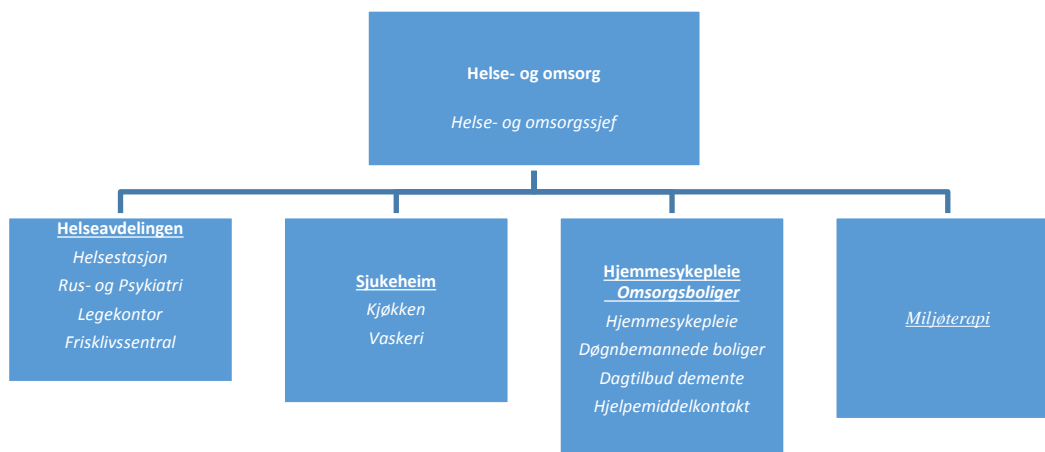 Helse- og omsorg
Helse- og omsorgssjef
Helseavdelingen
Helsestasjon
Rus- og Psykiatri
Legekontor
Frisklivssentral
Sjukeheim
Kjøkken
Vaskeri
Hjemmesykepleie
Omsorgsboliger
Hjemmesykepleie
Døgnbemannede boliger
Dagtilbud demente
Hjelpemiddelkontakt
Miljøterapi